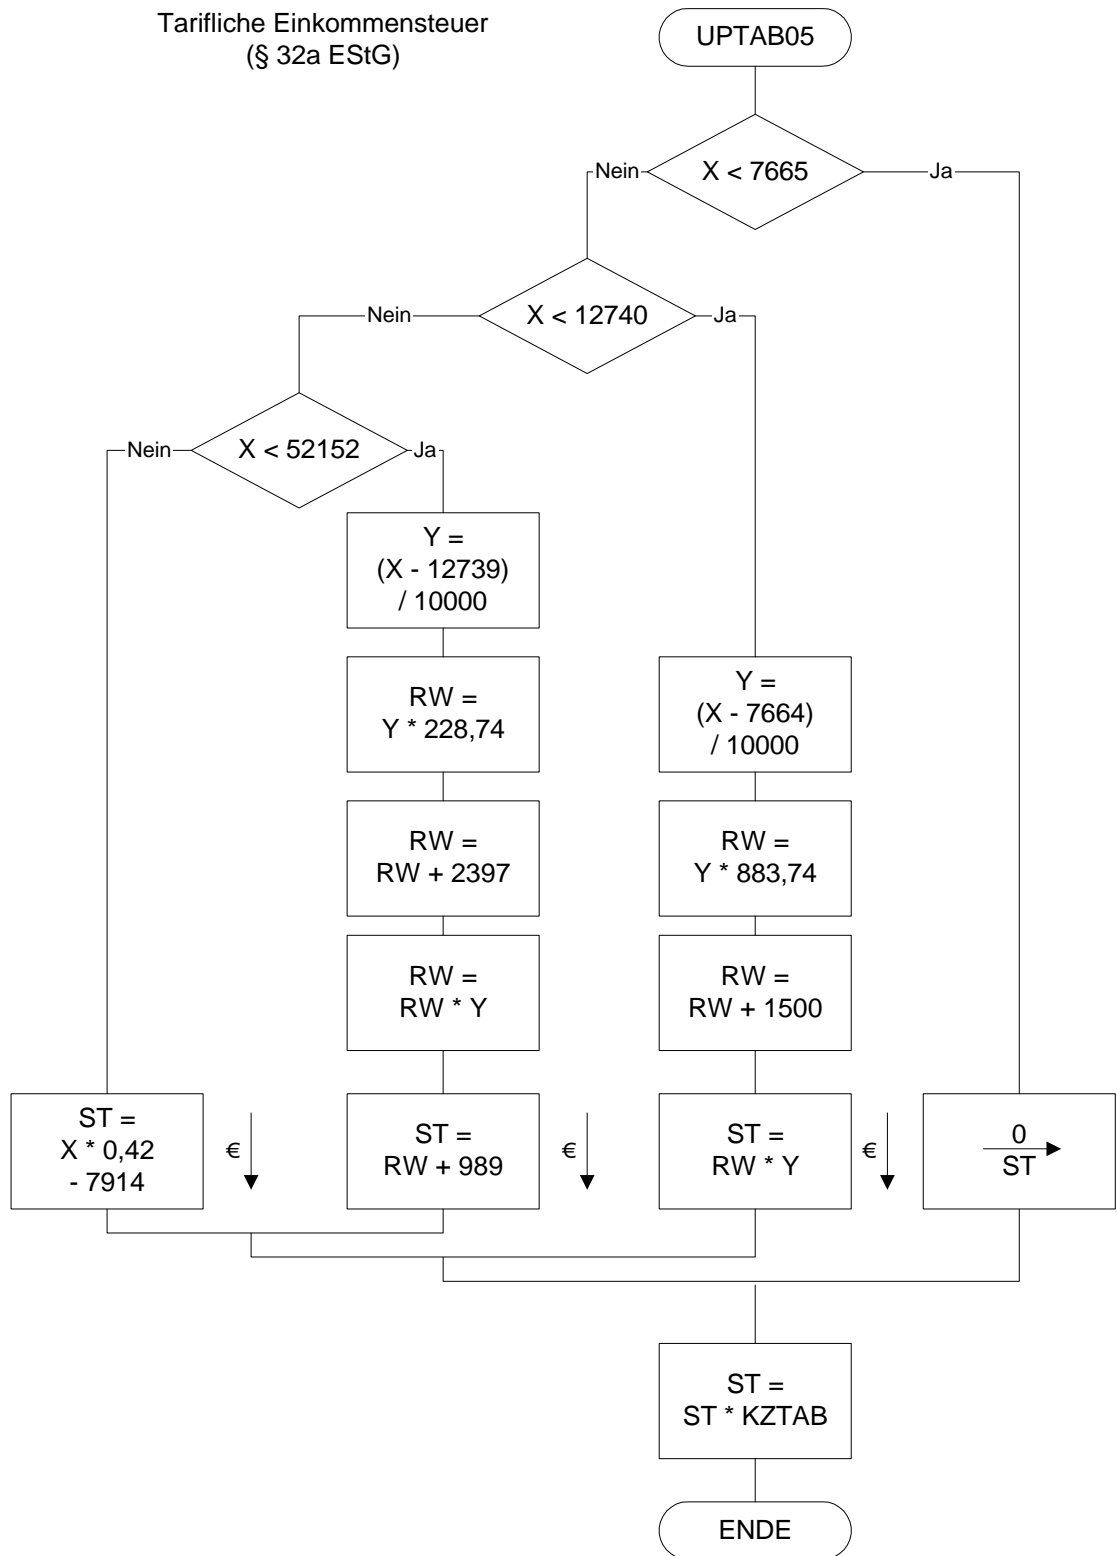 Tarifliche Einkommensteuer
(§ 32a EStG)
UPTAB05
X < 7665
Nein
Ja
X < 12740
Nein
Ja
X < 52152
Nein
Ja
Y =
(X - 12739)
/ 10000
RW =
Y * 228,74
Y =
(X - 7664)
/ 10000
RW =
RW + 2397
RW =
Y * 883,74
RW =
RW * Y
RW =
RW + 1500
ST =
X * 0,42
- 7914
€
ST =
RW + 989
€
ST =
RW * Y
€
0
ST
ST =
ST * KZTAB
ENDE